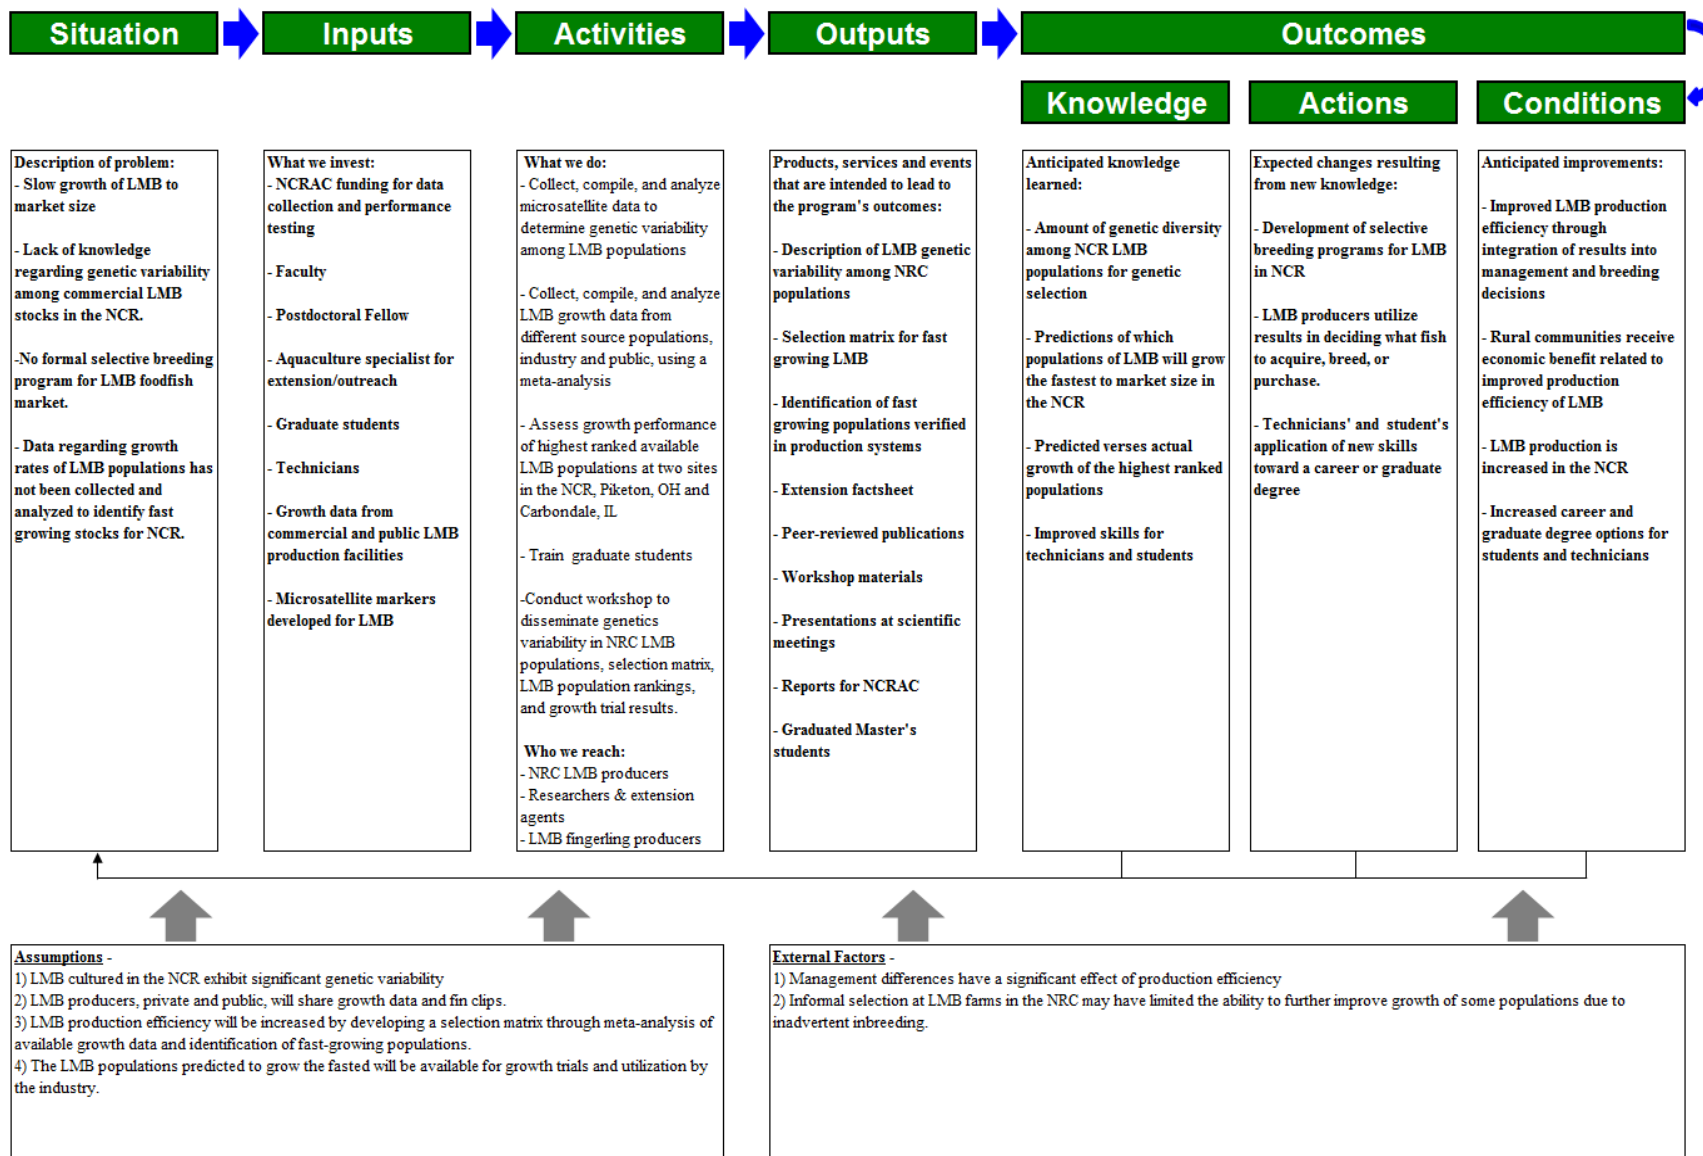 Situation
Inputs
Activities
Outputs
Outcomes
Knowledge
Actions
Conditions
Description of problem:
- Slow growth of LMB to
market size
- Lack of knowledge
regarding genetic variability
among commercial LMB
stocks in the NCR.
-No formal selective breeding
program for LMB foodfish
market.
- Data regarding growth
rates of LMB populations has
not been collected and
analyzed to identify fast
growing stocks for NCR.
What we invest:
- NCRAC funding for data
collection and performance
testing
- Faculty
- Postdoctoral Fellow
- Aquaculture specialist for
extension/outreach
- Graduate students
- Technicians
- Growth data from
commercial and public LMB
production facilities
- Microsatellite markers
developed for LMB
What we do:
- Collect, compile, and analyze
microsatellite data to
determine genetic variability
among LMB populations
- Collect, compile, and analyze
LMB growth data from
different source populations,
industry and public, using a
meta-analysis
- Assess growth performance
of highest ranked available
LMB populations at two sites
in the NCR, Piketon, OH and
Carbondale, IL
- Train graduate students
-Conduct workshop to
disseminate genetics
variability in NRC LMB
populations, selection matrix,
LMB population rankings,
and growth trial results.
Who we reach:
- NRC LMB producers
- Researchers & extension
agents
- LMB fingerling producers
Products, services and events
that are intended to lead to
the program's outcomes:
- Description of LMB genetic
variability among NRC
populations
- Selection matrix for fast
growing LMB
- Identification of fast
growing populations verified
in production systems
- Extension factsheet
- Peer-reviewed publications
- Workshop materials
- Presentations at scientific
meetings
- Reports for NCRAC
- Graduated Master's
students
Anticipated knowledge
learned:
- Amount of genetic diversity
among NCR LMB
populations for genetic
selection
- Predictions of which
populations of LMB will grow
the fastest to market size in
the NCR
- Predicted verses actual
growth of the highest ranked
populations
- Improved skills for
technicians and students
Expected changes resulting
from new knowledge:
- Development of selective
breeding programs for LMB
in NCR
- LMB producers utilize
results in deciding what fish
to acquire, breed, or
purchase.
- Technicians' and student's
application of new skills
toward a career or graduate
degree
Anticipated improvements:
- Improved LMB production
efficiency through
integration of results into
management and breeding
decisions
- Rural communities receive
economic benefit related to
improved production
efficiency of LMB
- LMB production is
increased in the NCR
- Increased career and
graduate degree options for
students and technicians
Assumptions -
1) LMB cultured in the NCR exhibit significant genetic variability
2) LMB producers, private and public, will share growth data and fin clips.
3) LMB production efficiency will be increased by developing a selection matrix through meta-analysis of
available growth data and identification of fast-growing populations.
4) The LMB populations predicted to grow the fasted will be available for growth trials and utilization by
the industry.
External Factors -
1) Management differences have a significant effect of production efficiency
2) Informal selection at LMB farms in the NRC may have limited the ability to further improve growth of some populations due to
inadvertent inbreeding.